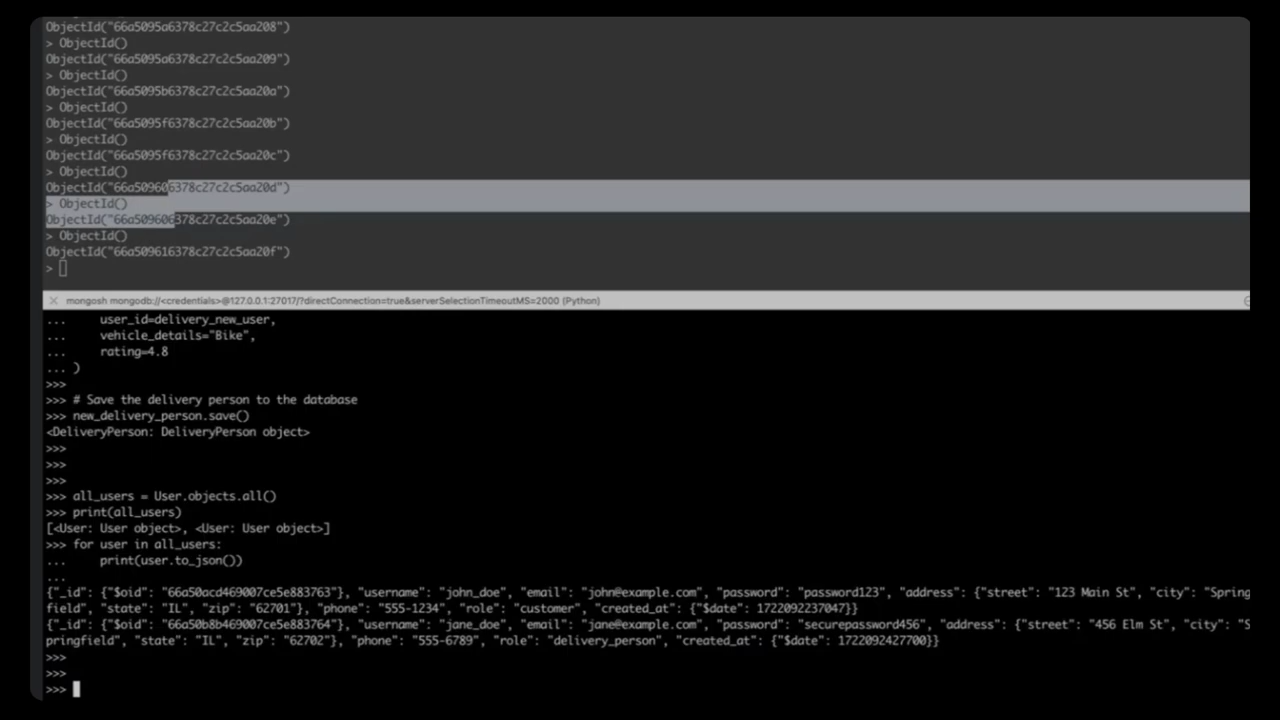 ObjectId("66a5095a6378c27c2c5aa208")
> ObjectId()
ObjectId("66a5095a6378c27c2c5aa209")
> ObjectId()
ObjectId("66a5095b6378c27c2c5aa20a")
> ObjectId()
ObjectId("66a5095f6378c27c2c5aa20b")
> ObjectId()
ObjectId("66a5095f6378c27c2c5aa20c")
> ObjectId()
ObjectId("66a509606378c27c2c5aa20d")
> ObjectId()
ObjectId("66a509606378c27c2c5aa20e")
> ObjectId()
ObjectId("66a509616378c27c2c5aa20f")
>
mongosh mongodb://<credentials>@127.0.0.1:27017/?directConnection=true&serverSelectionTimeoutMS=2000 (Python)
... user_id=delivery_new_user,
... vehicle_details="Bike",
... rating=4.8
... )
>>>
>>> # Save the delivery person to the database
>>> new_delivery_person.save()
<DeliveryPerson: DeliveryPerson object>
>>>
>>>
>>>
>>> all_users = User.objects.all()
>>> print(all_users)
[<User: User object>, <User: User object>]
>>> for user in all_users:
... print(user.to_json())
...
{"_id": {"$oid": "66a50acd469007ce5e883763"}, "username": "john_doe", "email": "john@example.com", "password": "password123", "address": {"street": "123 Main St", "city": "Spring
field", "state": "IL", "zip": "62701"}, "phone": "555-1234", "role": "customer", "created_at": {"$date": 1722092237047}}
{"_id": {"$oid": "66a50b8b469007ce5e883764"}, "username": "jane_doe", "email": "jane@example.com", "password": "securepassword456", "address": {"street": "456 Elm St", "city": "S
pringfield", "state": "IL", "zip": "62702"}, "phone": "555-6789", "role": "delivery_person", "created_at": {"$date": 1722092427700}}
>>>
>>>
>>>